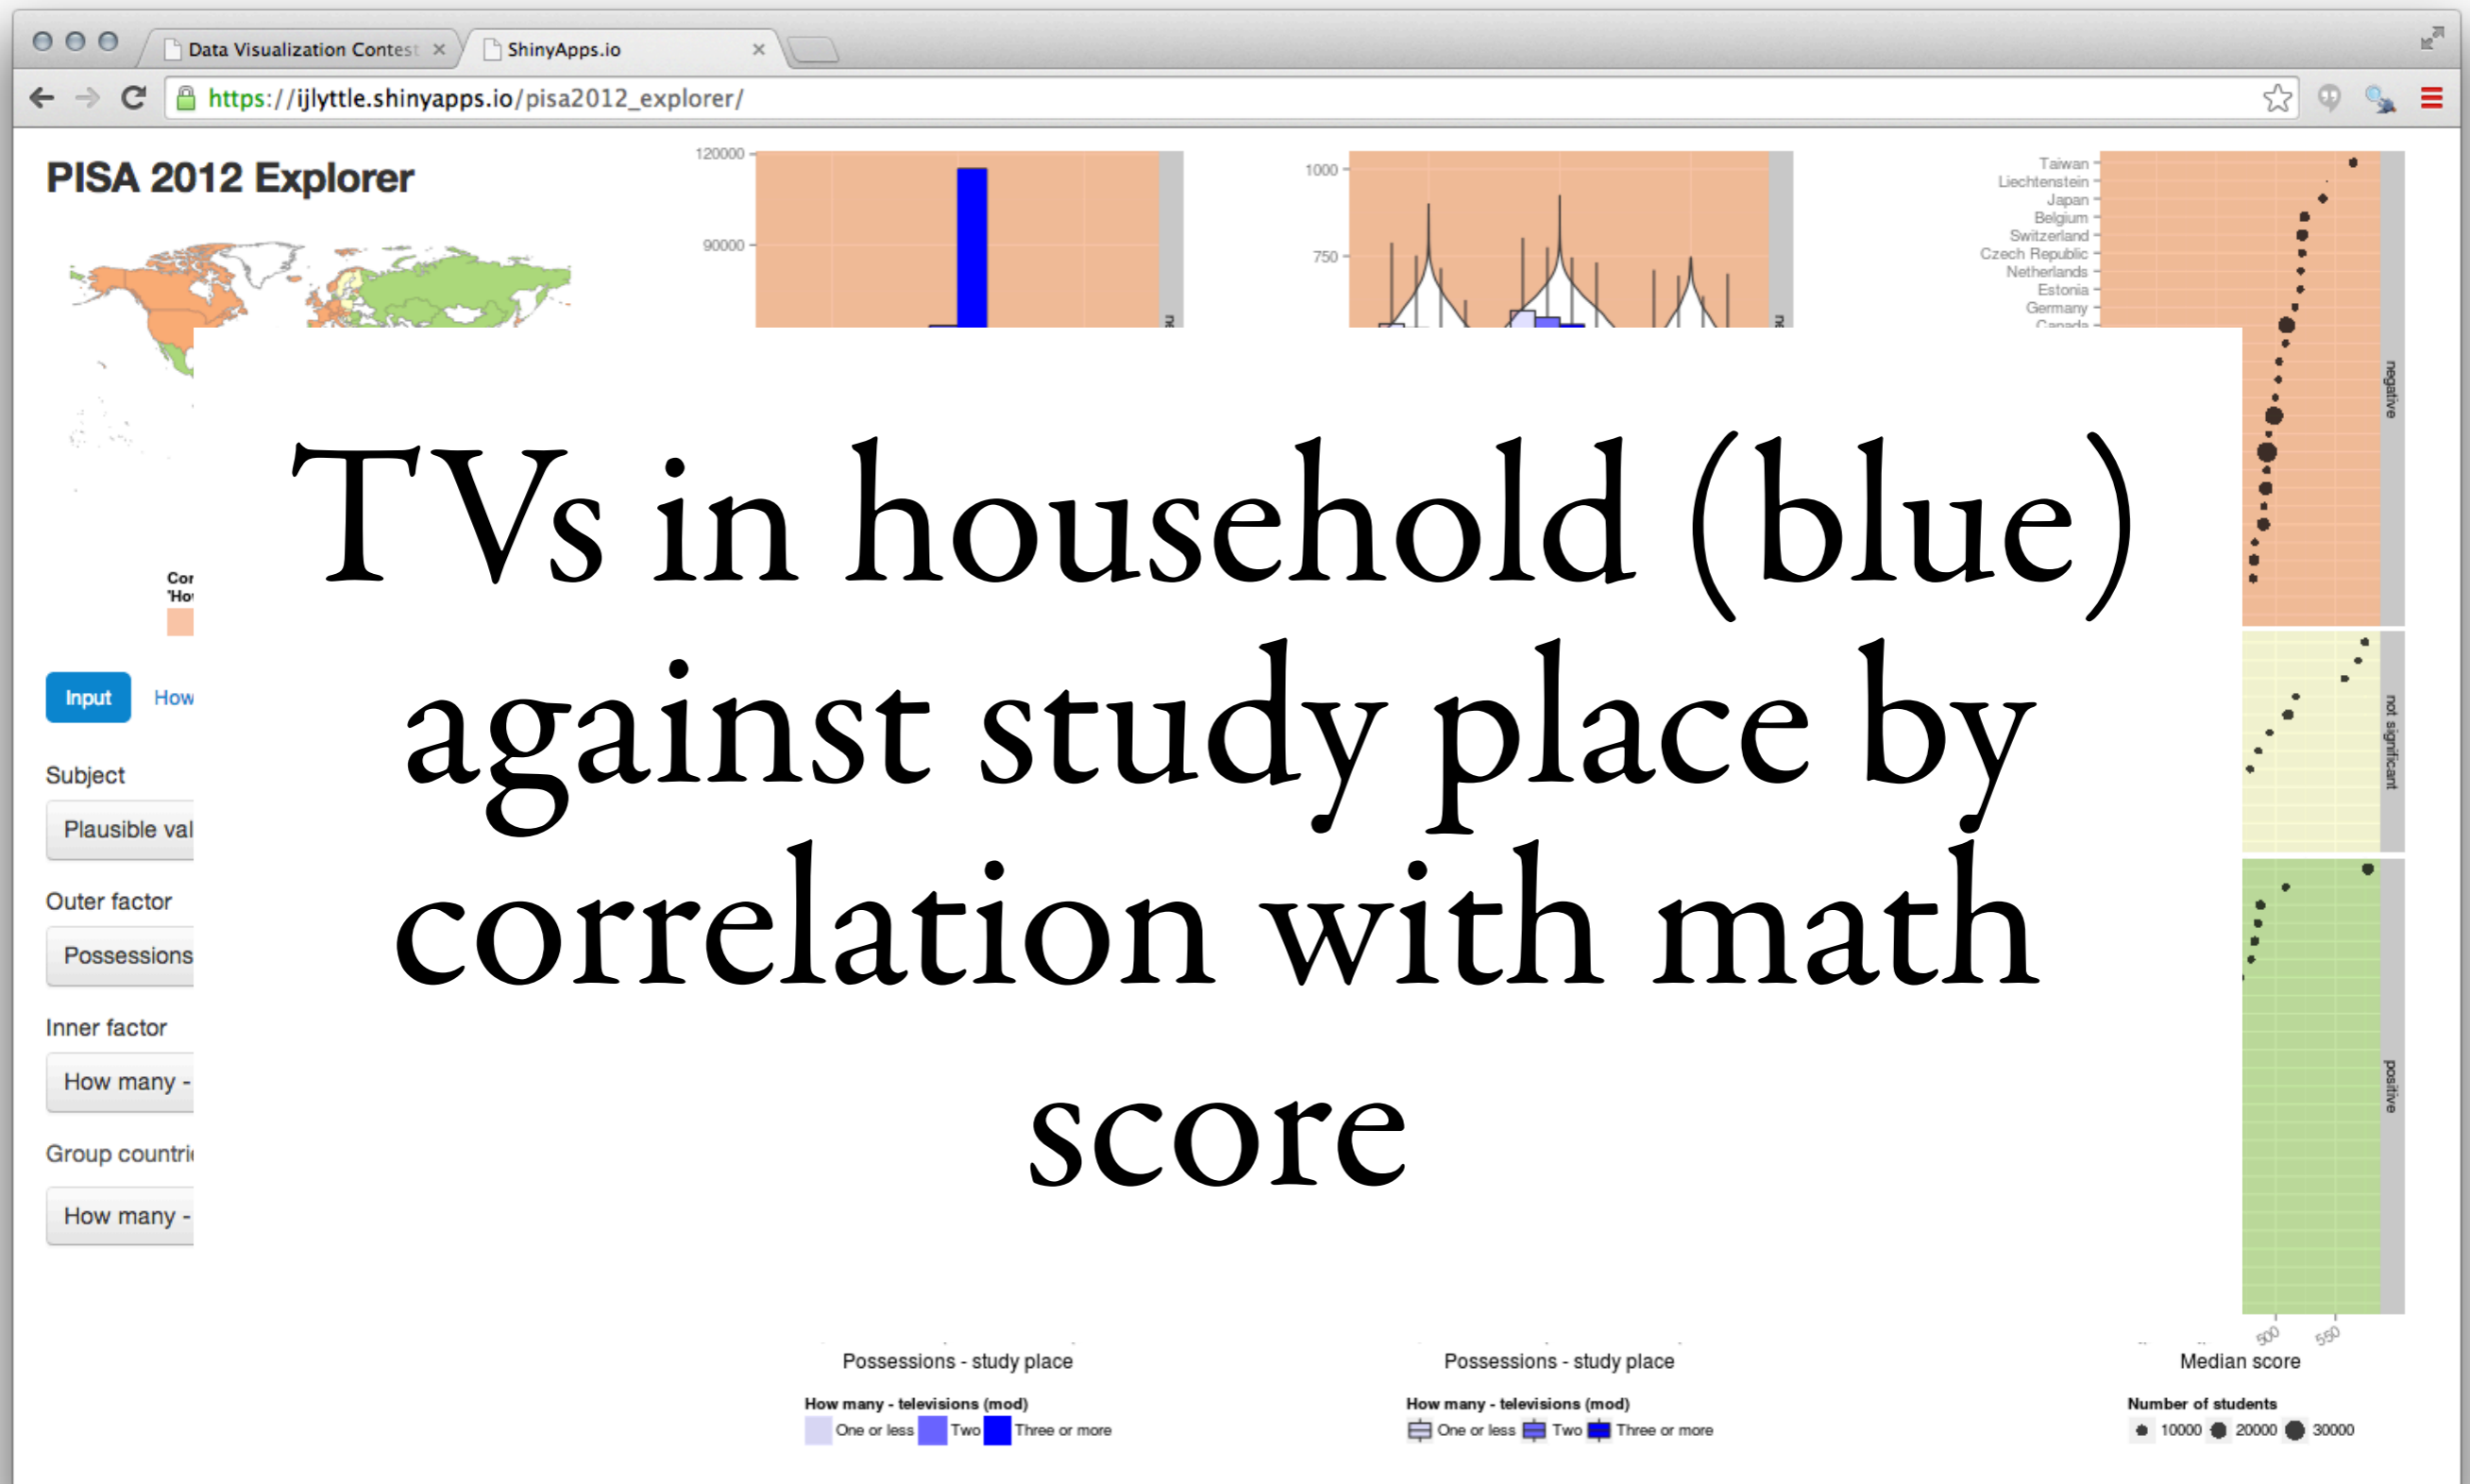 Data Visualization Contest
ShinyApps.io
https://ijlyttle.shinyapps.io/pisa2012_explorer/
PISA 2012 Explorer
120000
90000
1000
750
Taiwan
Liechtenstein
Japan
Belgium
Switzerland
Czech Republic
Netherlands
Estonia
Germany
Canada
negative
not significant
positive
TVs in household (blue)
against study place by
correlation with math
score
Input
How
Subject
Plausible val
Outer factor
Possessions
Inner factor
How many -
Group countri
How many -
500
550
Possessions - study place
How many - televisions (mod)
One or less Two Three or more
Possessions - study place
How many - televisions (mod)
One or less Two Three or more
Median score
Number of students
10000 20000 30000